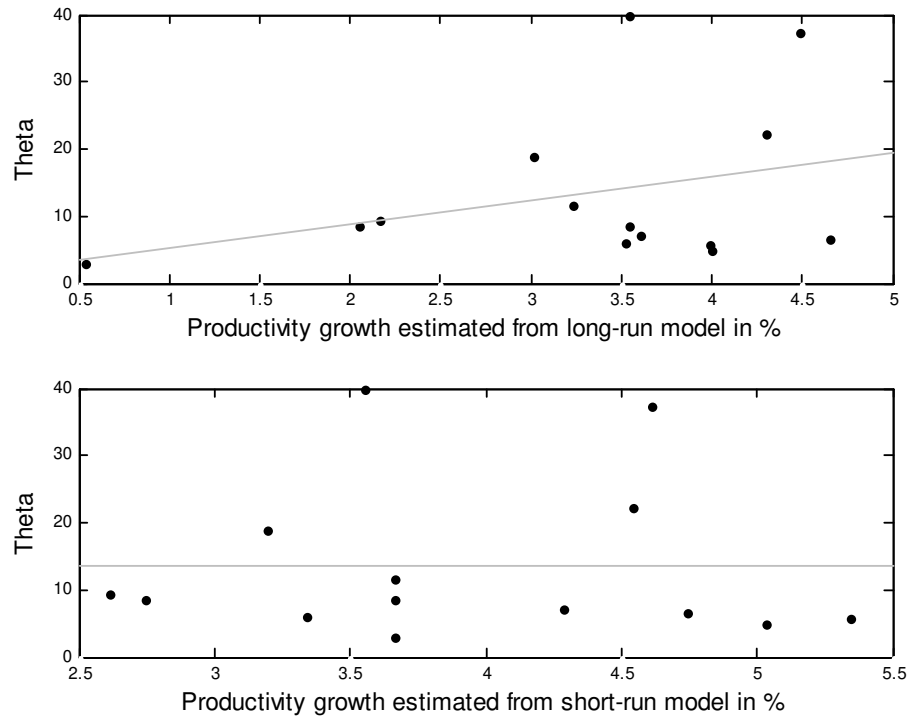 40
30
20
10
0
Theta
0.5 1 1.5 2 2.5 3 3.5 4 4.5 5
Productivity growth estimated from long-run model in %
40
30
20
10
0
Theta
2.5 3 3.5 4 4.5 5 5.5
Productivity growth estimated from short-run model in %